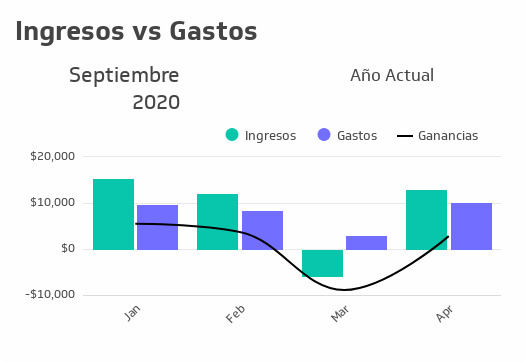 Ingresos vs Gastos
Septiembre
2020
Año Actual
Ingresos
Gastos
Ganancias
$20,000
$10,000
$0
-$10,000
Jan
Feb
Mar
Apr